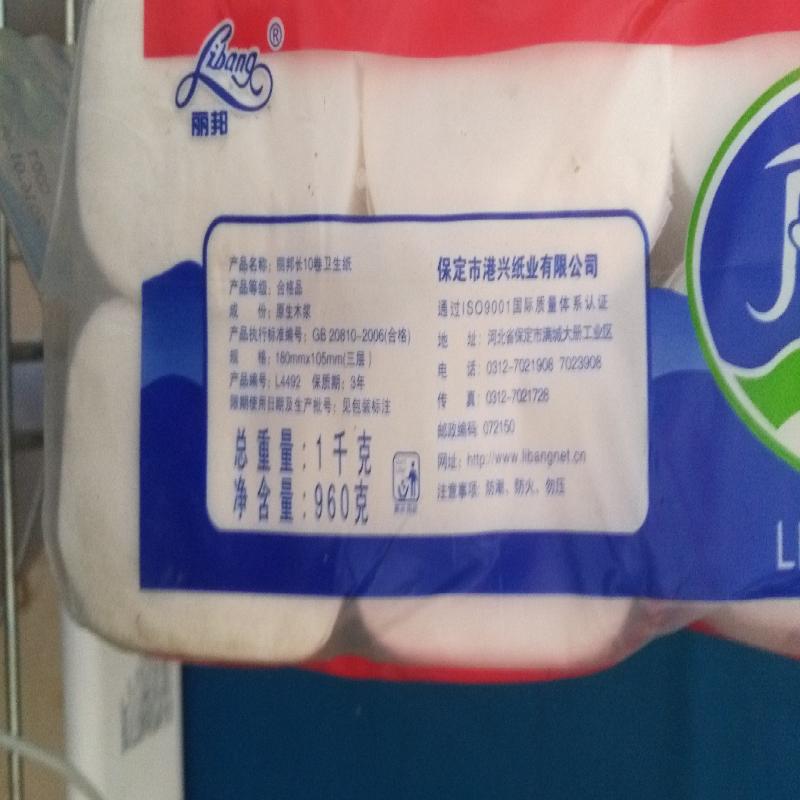 Libang®
丽邦
产品名称：丽邦长10卷卫生纸
产品等级：合格品
成 份：原生木浆
产品执行标准编号：GB 20810-2006(合格)
规 格：180mmx105mm(三层)
产品编号：L4492 保质期：3年
限期使用日期及生产批号：见包装标注
总重量：1千克
净含量：960克
保定市港兴纸业有限公司
通过ISO9001国际质量体系认证
地 址：河北省保定市满城大册工业区
电 话：0312-7021908 7023908
传 真：0312-7021728
邮政编码：072150
网址：http://www.libangnet.cn
注意事项：防潮、防火、勿压